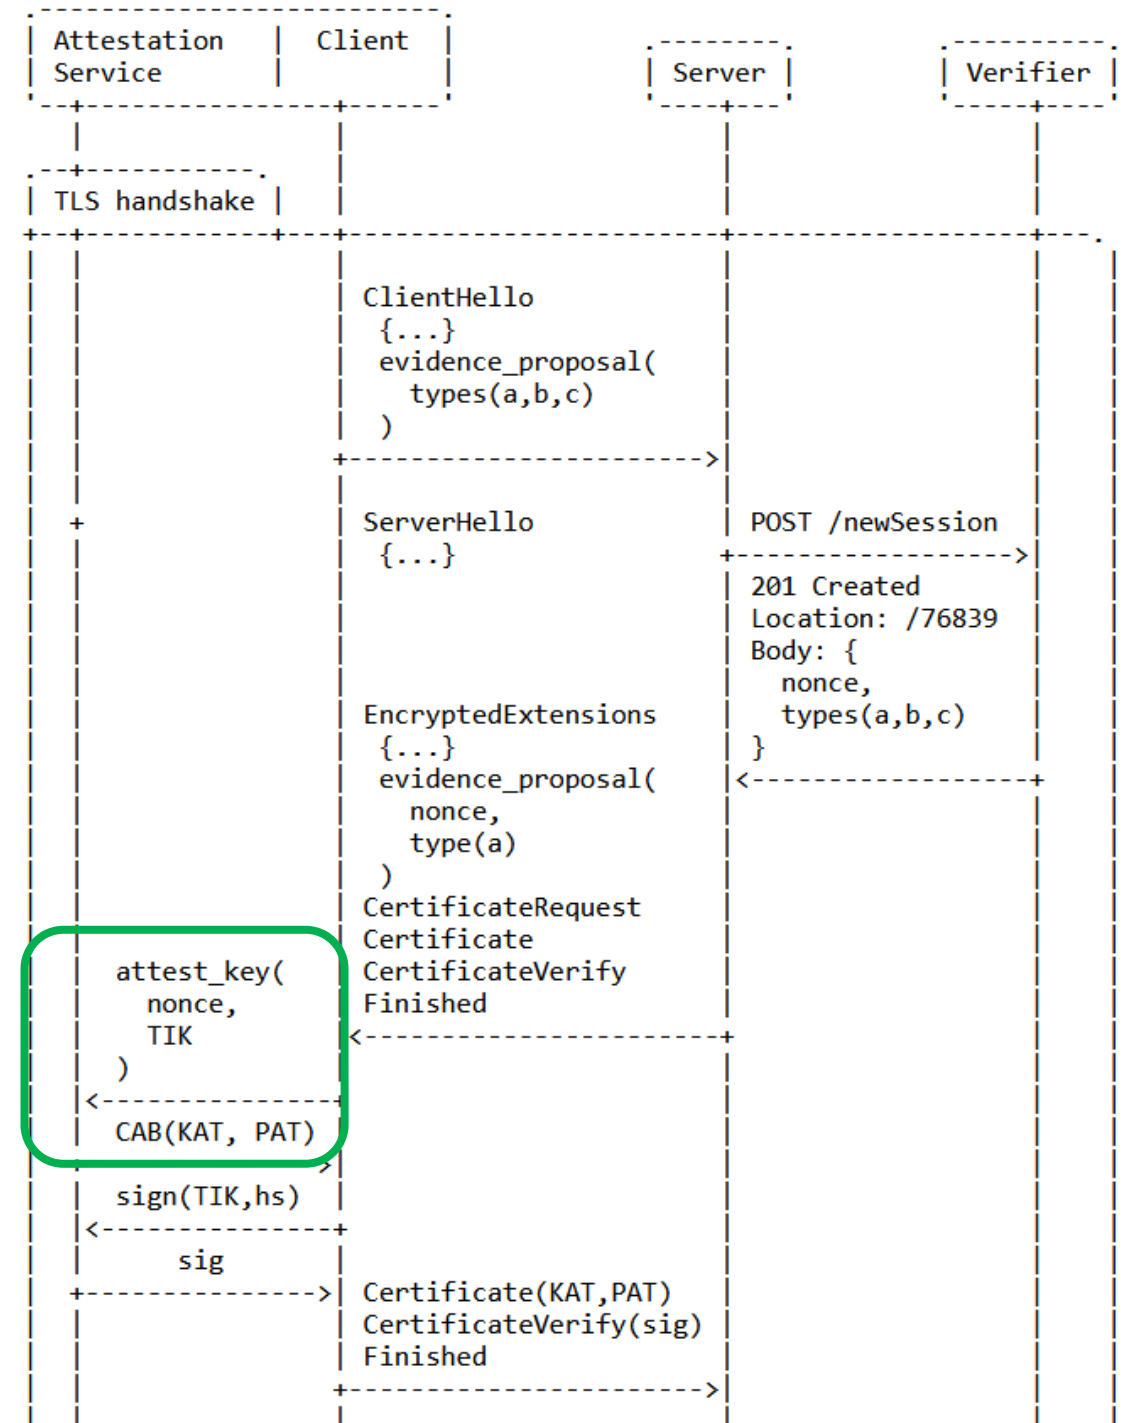 Attestation Service
Client
Server
Verifier
TLS handshake
ClientHello
{...}
evidence_proposal(
types(a,b,c)
)
ServerHello
{...}
POST /newSession
201 Created
Location: /76839
Body: {
nonce,
types(a,b,c)
}
EncryptedExtensions
{...}
evidence_proposal(
nonce,
type(a)
)
CertificateRequest
Certificate
CertificateVerify
Finished
attest_key(
nonce,
TIK
)
CAB(KAT, PAT)
sign(TIK,hs)
sig
Certificate(KAT,PAT)
CertificateVerify(sig)
Finished